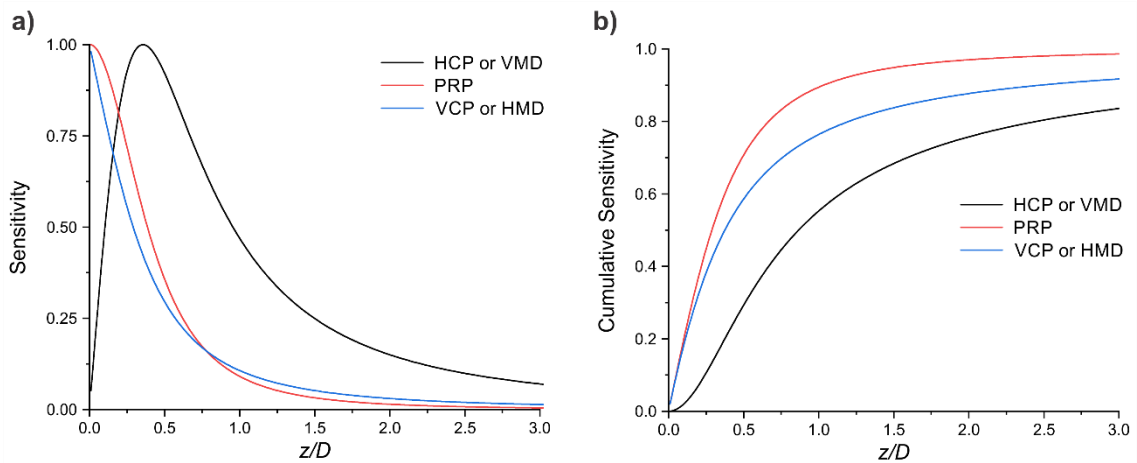 a)
1.00
0.75
0.50
0.25
0.00
Sensitivity
HCP or VMD
PRP
VCP or HMD
0.0 0.5 1.0 1.5 2.0 2.5 3.0
z/D
b)
1.0
0.8
0.6
0.4
0.2
0.0
Cumulative Sensitivity
HCP or VMD
PRP
VCP or HMD
0.0 0.5 1.0 1.5 2.0 2.5 3.0
z/D